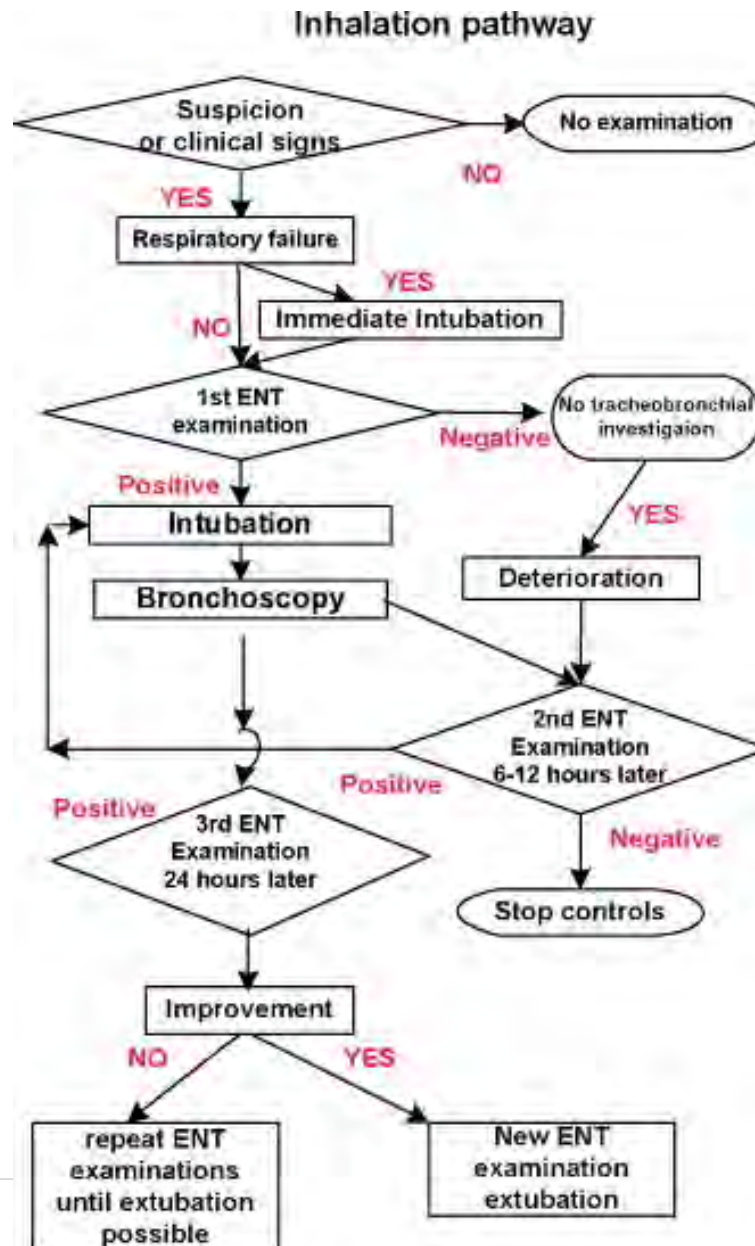 Inhalation pathway
Suspicion
or clinical signs
No examination
NO
YES
Respiratory failure
YES
NO
Immediate Intubation
1st ENT
examination
No tracheobronchial
investigaion
Negative
Positive
Intubation
YES
Deterioration
Bronchoscopy
2nd ENT
Examination
6-12 hours later
Positive
Positive
3rd ENT
Examination
24 hours later
Negative
Stop controls
Improvement
NO
YES
repeat ENT
examinations
until extubation
possible
New ENT
examination
extubation